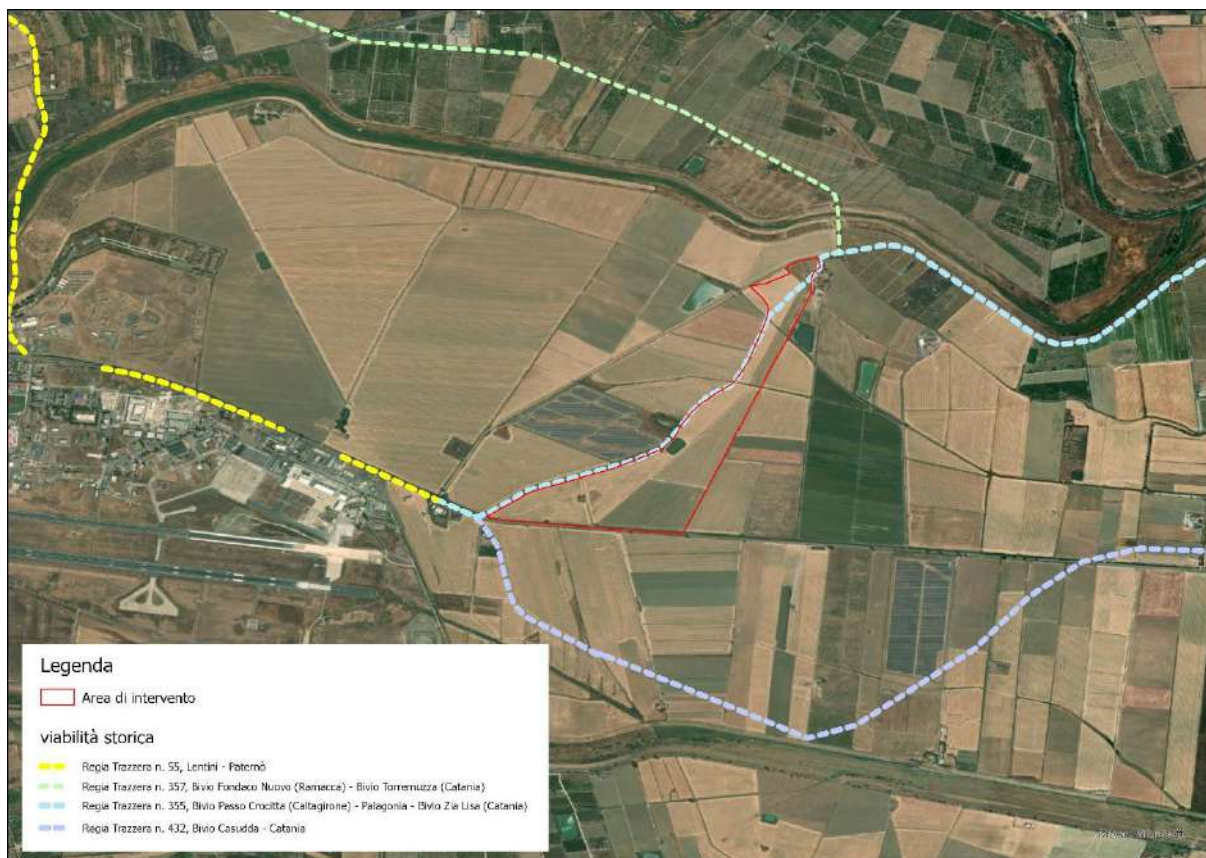 Legenda
Area di intervento
viabilità storica
Regia Trazzera n. 55, Lentini - Paternò
Regia Trazzera n. 357, Bivio Fondaco Nuovo (Ramacca) - Bivio Torremuzza (Catania)
Regia Trazzera n. 355, Bivio Passo Crocitta (Caltagirone) - Palagonia - Bivio Zia Lisa (Catania)
Regia Trazzera n. 432, Bivio Casudda - Catania